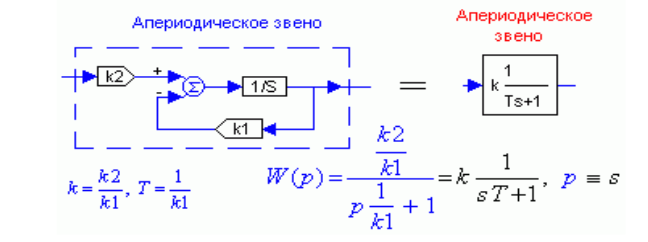 Апериодическое звено
Апериодическое
звено
k2
+
-
Σ
1/S
k1
=
k 1/(Ts+1)
k = k2/k1, T = 1/k1
W(p) = (k2/k1)/(p 1/k1 + 1) = k 1/(sT+1), p ≡ s